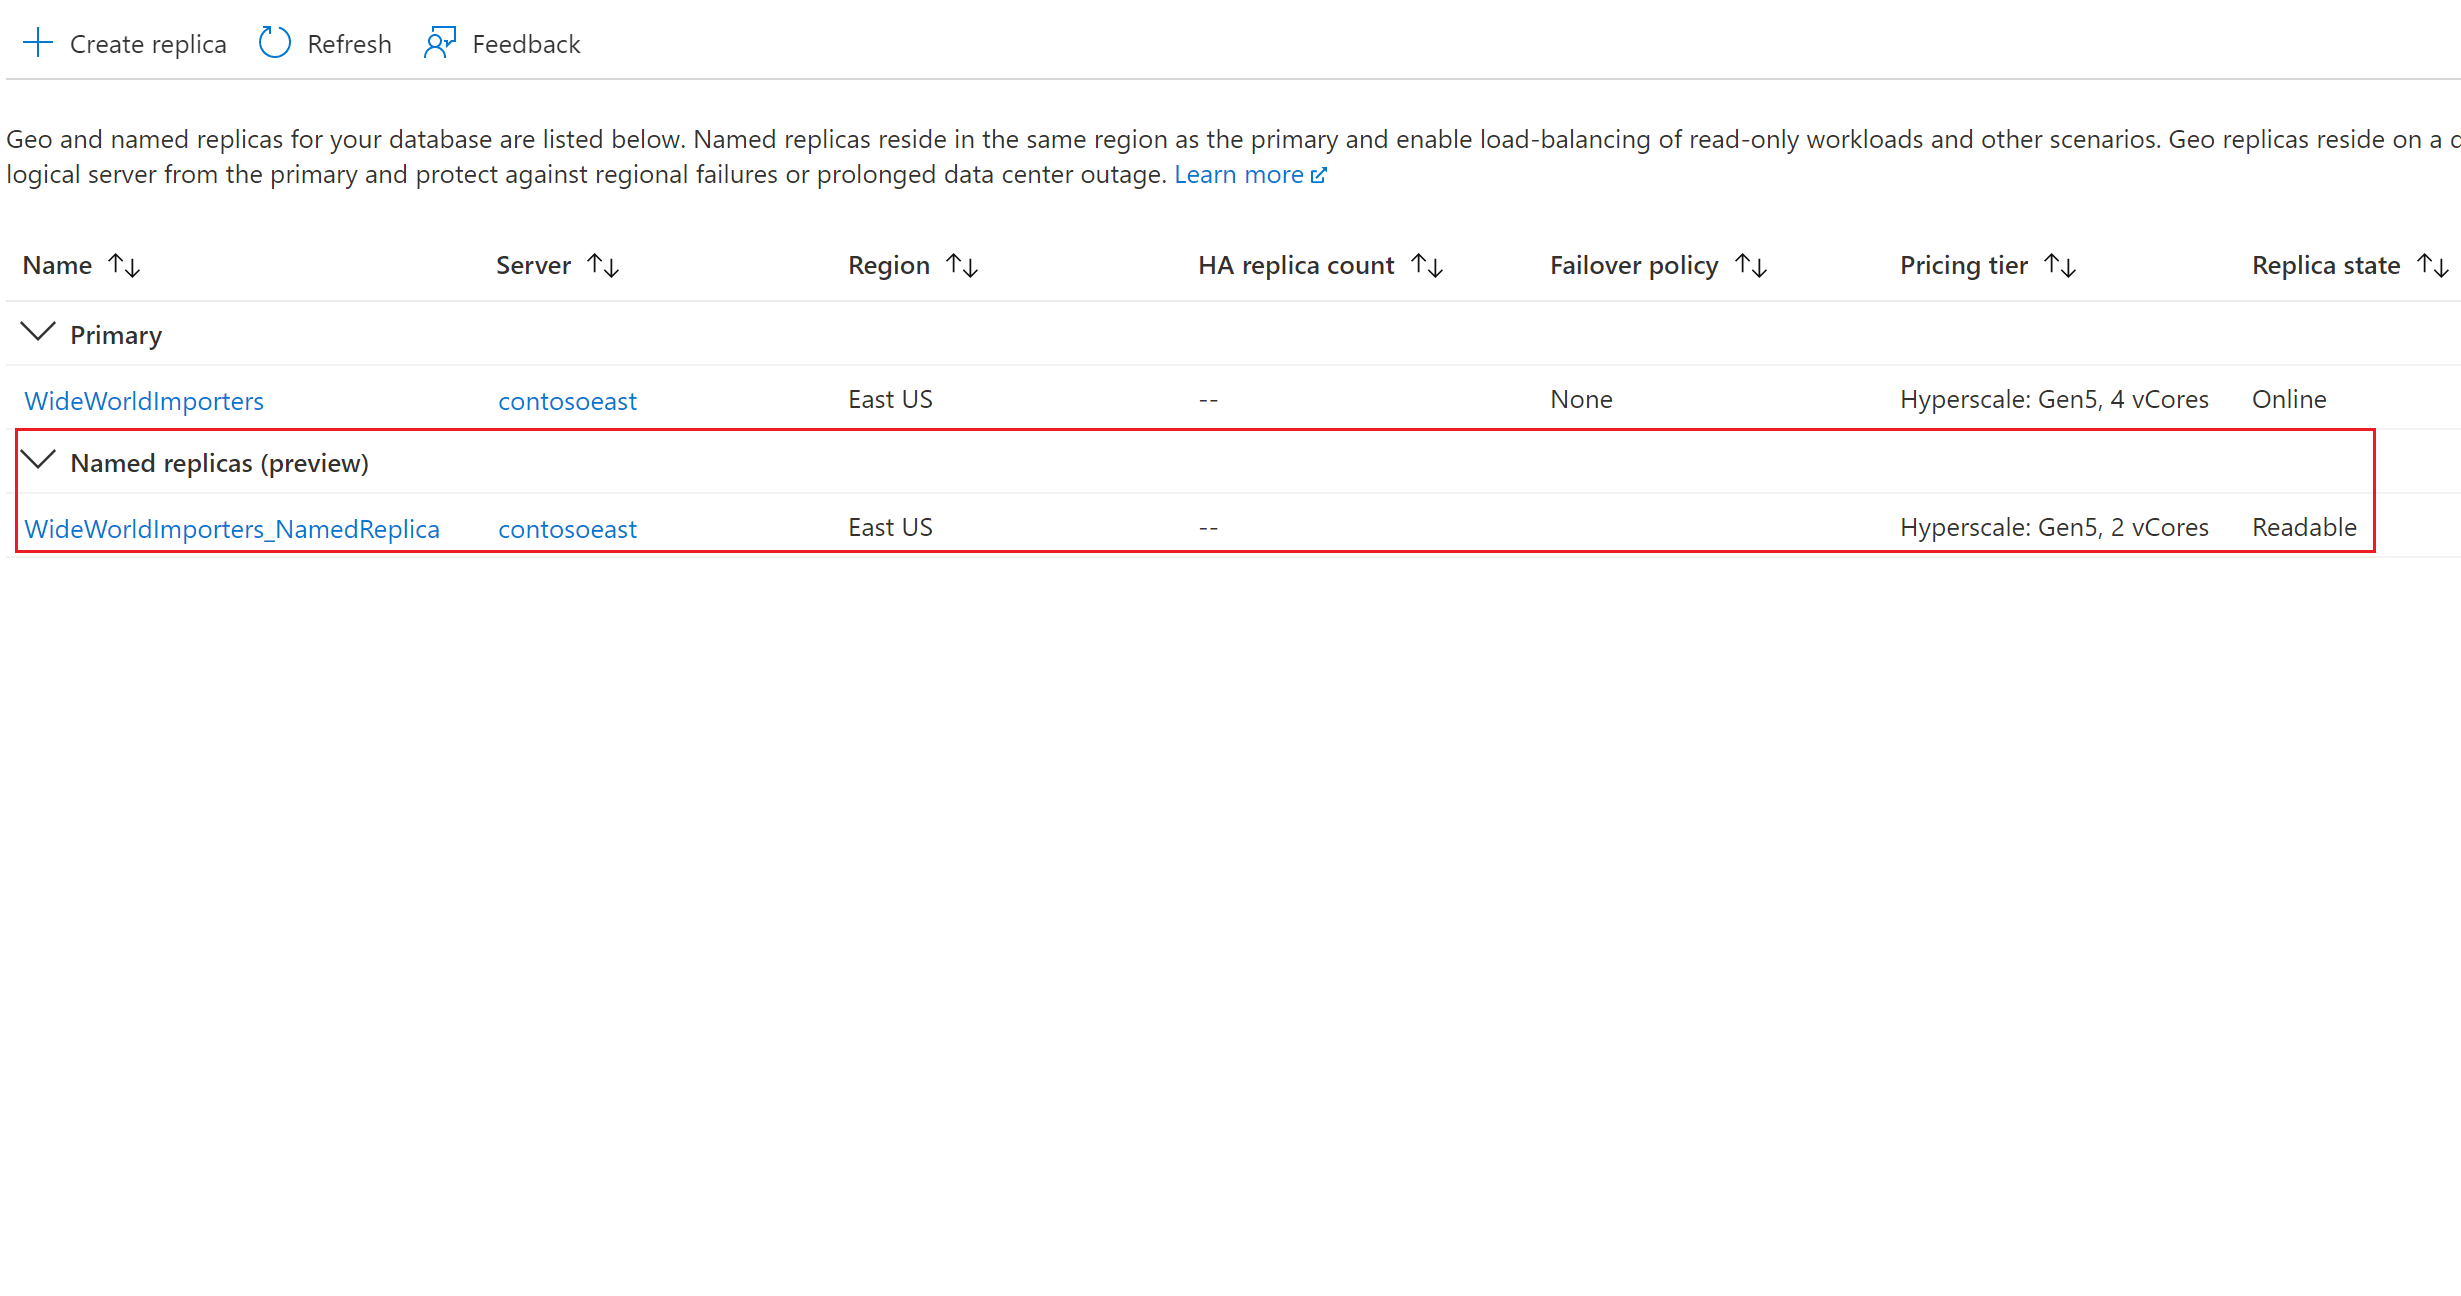 Create replica Refresh Feedback
Geo and named replicas for your database are listed below. Named replicas reside in the same region as the primary and enable load-balancing of read-only workloads and other scenarios. Geo replicas reside on a
logical server from the primary and protect against regional failures or prolonged data center outage. Learn more
Name Server Region HA replica count Failover policy Pricing tier Replica state
Primary
WideWorldImporters contosoeast East US -- None Hyperscale: Gen5, 4 vCores Online
Named replicas (preview)
WideWorldImporters_NamedReplica contosoeast East US -- Hyperscale: Gen5, 2 vCores Readable